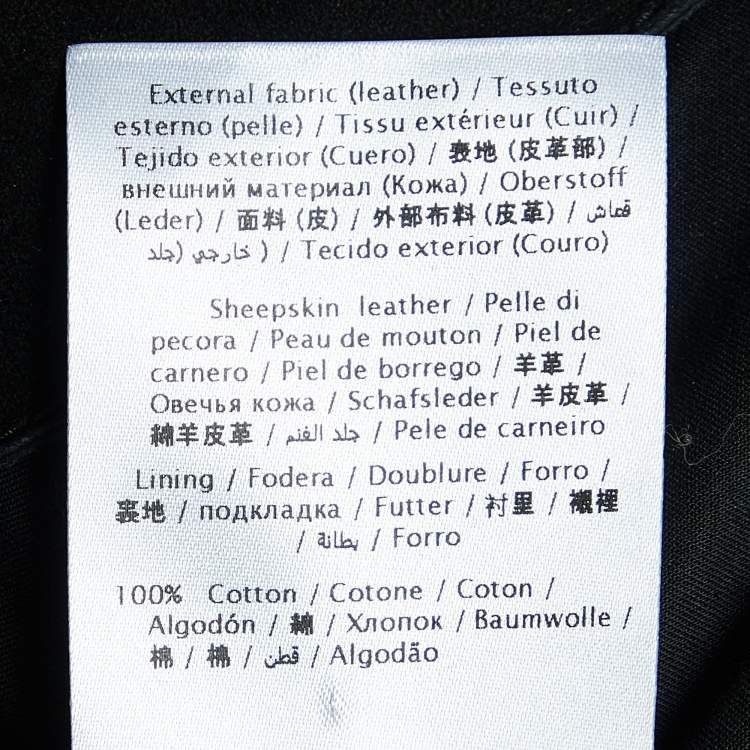 External fabric (leather) / Tessuto
esterno (pelle) / Tissu extérieur (Cuir) /
Tejido exterior (Cuero) / 表地 (皮革部) /
внешний материал (Кожа) / Oberstoff
(Leder) / 面料 (皮) / 外部布料 (皮革) / قماش
خارجي (جلد ) / Tecido exterior (Couro)
Sheepskin leather / Pelle di
pecora / Peau de mouton / Piel de
carnero / Piel de borrego / 羊革 /
Овечья кожа / Schafsleder / 羊皮革 /
綿羊皮革 / جلد الغنم / Pele de carneiro
Lining / Fodera / Doublure / Forro /
裏地 / подкладка / Futter / 衬里 / 襯裡
/ بطانة / Forro
100% Cotton / Cotone / Coton /
Algodón / 綿 / Хлопок / Baumwolle /
棉 / 棉 / قطن / Algodão